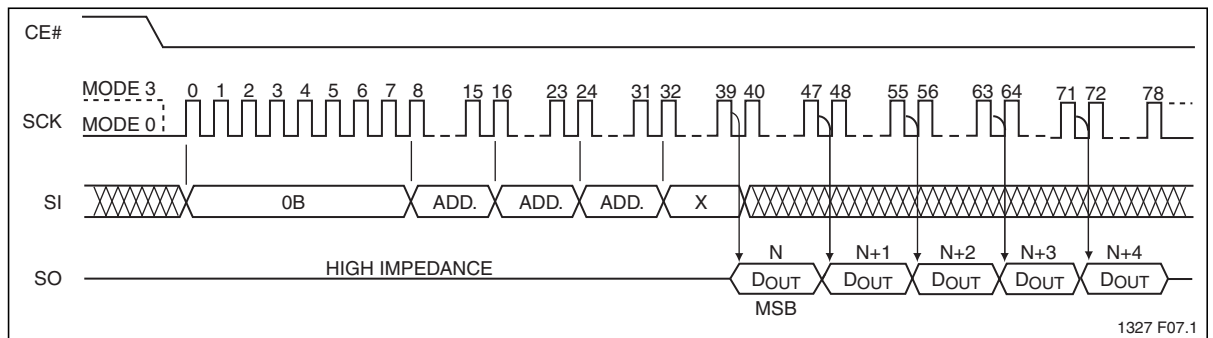 CE#
MODE 3
0 1 2 3 4 5 6 7 8 15 16 23 24 31 32 39 40 47 48 55 56 63 64 71 72 78
SCK
MODE 0
SI
0B ADD. ADD. ADD. X
N N+1 N+2 N+3 N+4
HIGH IMPEDANCE
SO
DOUT DOUT DOUT DOUT DOUT
MSB
1327 F07.1